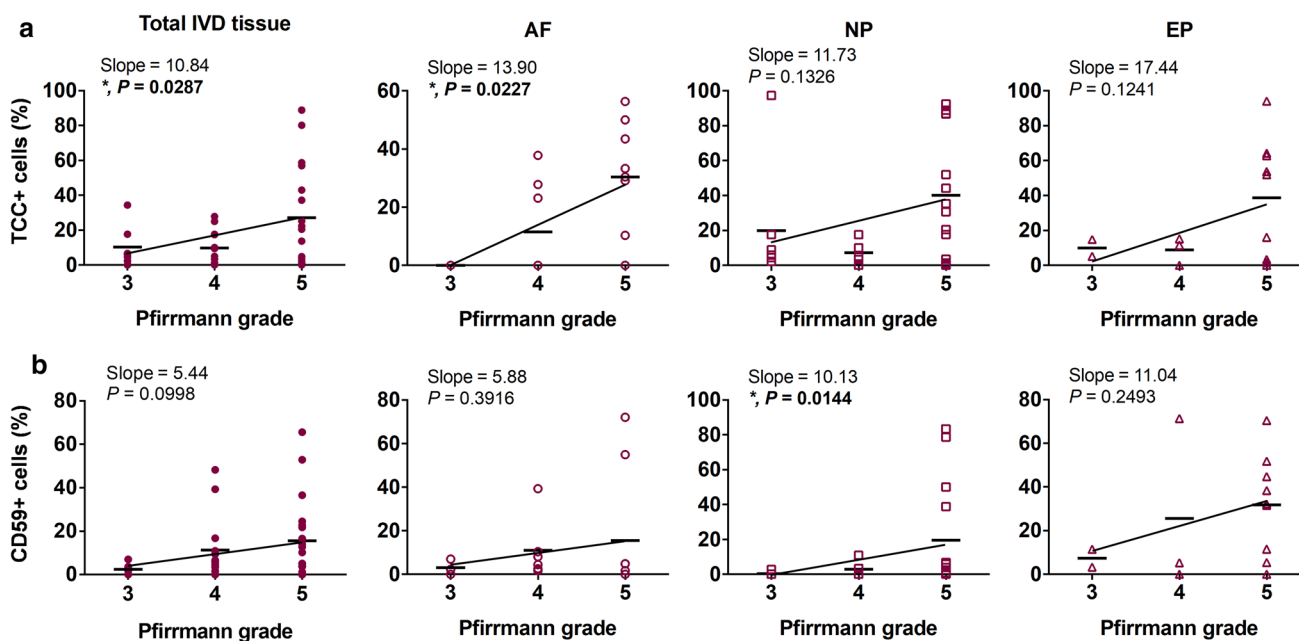 a
Total IVD tissue
AF
NP
EP
Slope = 10.84
*, P = 0.0287
Slope = 13.90
*, P = 0.0227
Slope = 11.73
P = 0.1326
Slope = 17.44
P = 0.1241
TCC+ cells (%)
100
80
60
40
20
0
3 4 5
Pfirrmann grade
60
40
20
0
3 4 5
Pfirrmann grade
100
80
60
40
20
0
3 4 5
Pfirrmann grade
100
80
60
40
20
0
3 4 5
Pfirrmann grade
b
Slope = 5.44
P = 0.0998
Slope = 5.88
P = 0.3916
Slope = 10.13
*, P = 0.0144
Slope = 11.04
P = 0.2493
CD59+ cells (%)
80
60
40
20
0
3 4 5
Pfirrmann grade
80
60
40
20
0
3 4 5
Pfirrmann grade
100
80
60
40
20
0
3 4 5
Pfirrmann grade
80
60
40
20
0
3 4 5
Pfirrmann grade